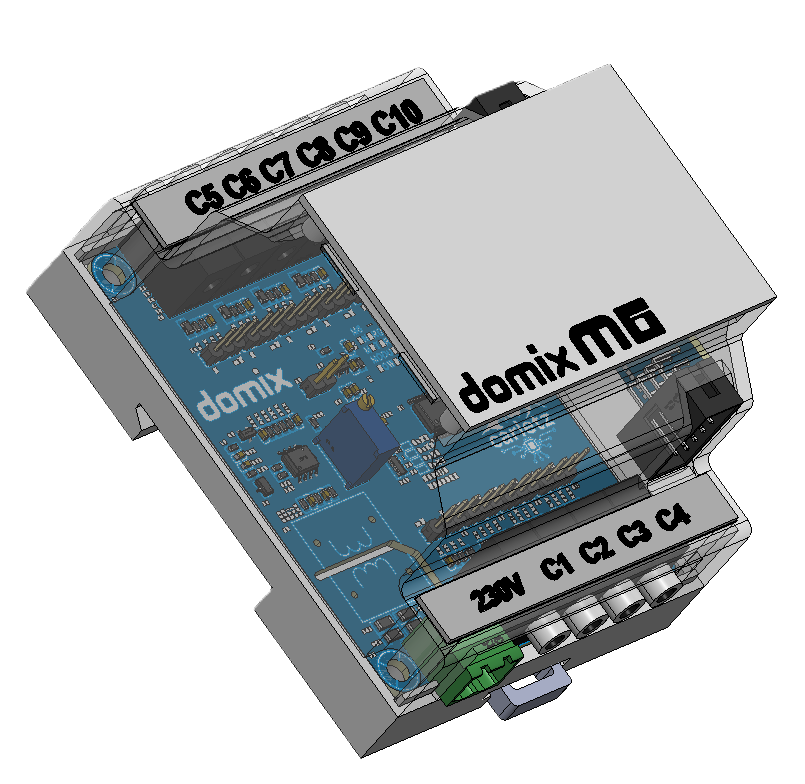 C5 C6 C7 C8 C9 C10
domix
domix M6
230V C1 C2 C3 C4